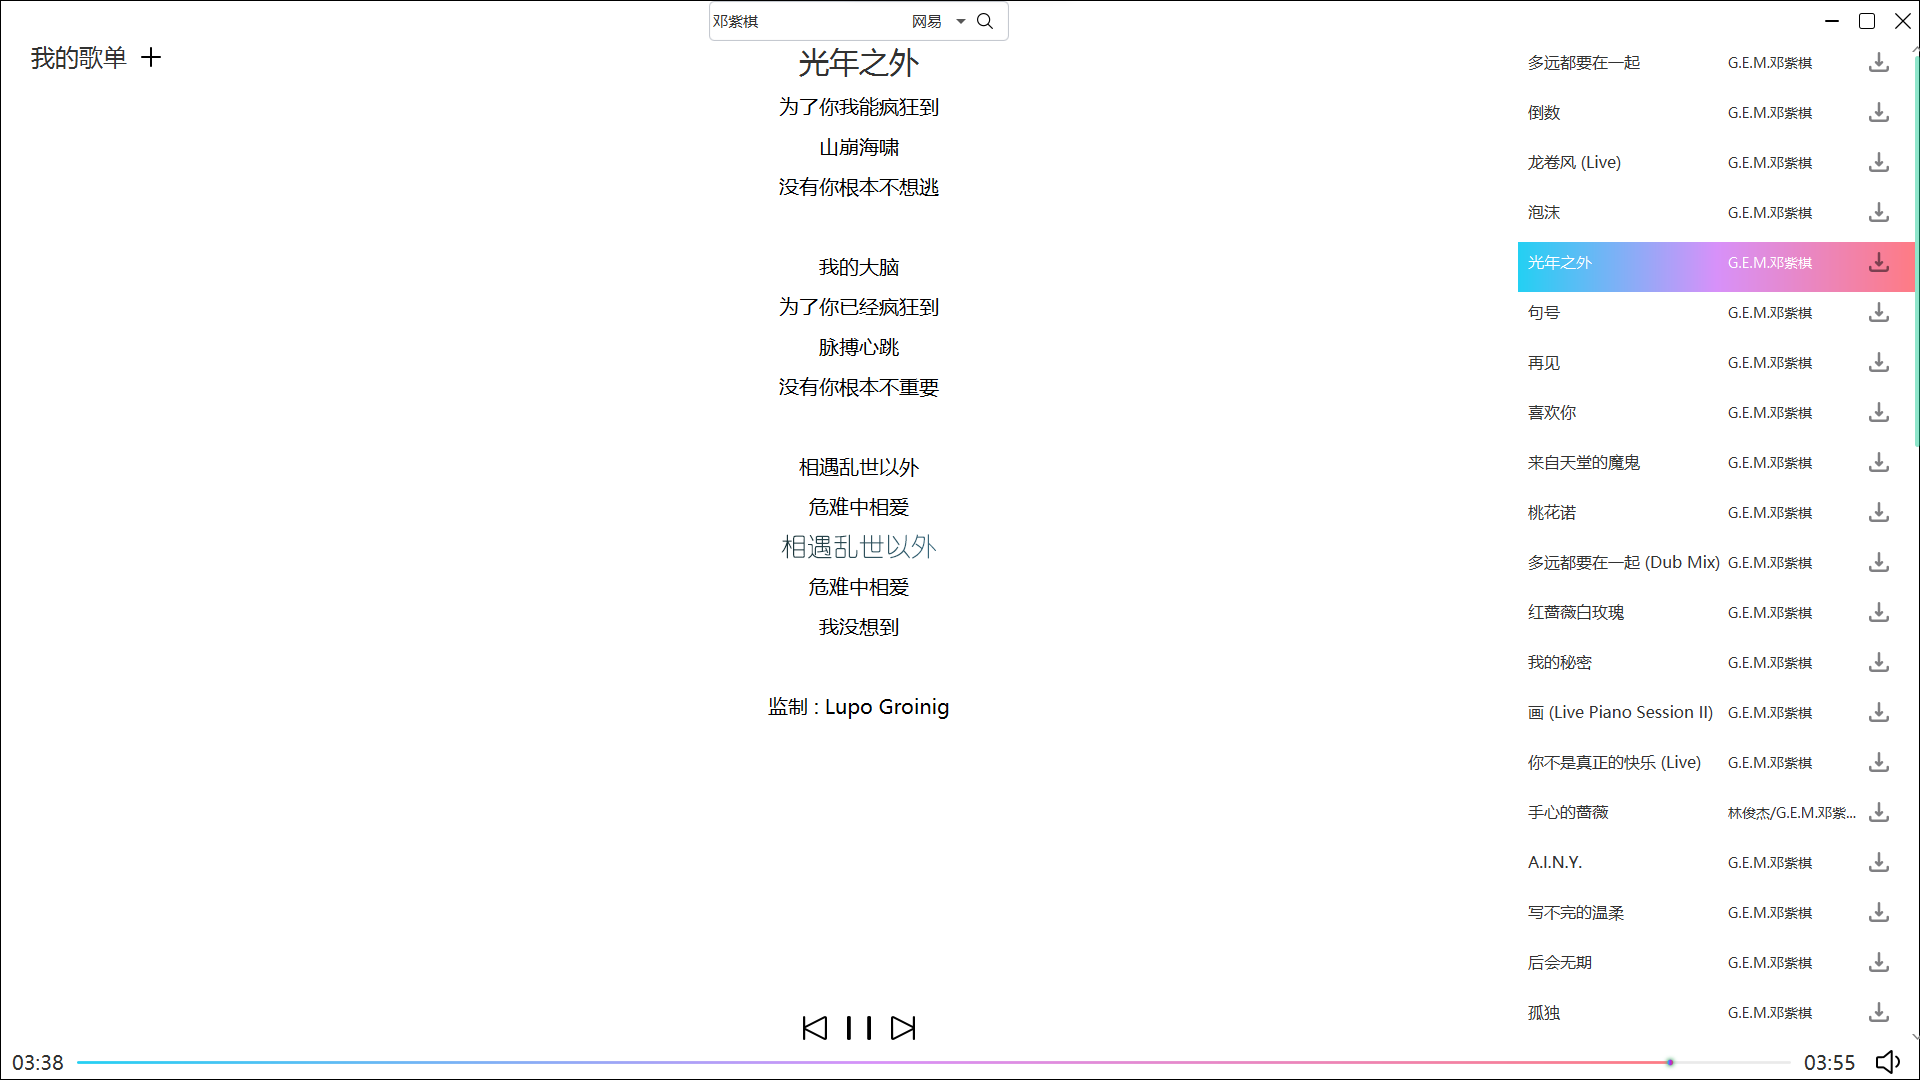 邓紫棋 网易
我的歌单
光年之外
为了你我能疯狂到
山崩海啸
没有你根本不想逃
我的大脑
为了你已经疯狂到
脉搏心跳
没有你根本不重要
相遇乱世以外
危难中相爱
相遇乱世以外
危难中相爱
我没想到
监制 : Lupo Groinig
多远都要在一起 G.E.M.邓紫棋
倒数 G.E.M.邓紫棋
龙卷风 (Live) G.E.M.邓紫棋
泡沫 G.E.M.邓紫棋
光年之外 G.E.M.邓紫棋
句号 G.E.M.邓紫棋
再见 G.E.M.邓紫棋
喜欢你 G.E.M.邓紫棋
来自天堂的魔鬼 G.E.M.邓紫棋
桃花诺 G.E.M.邓紫棋
多远都要在一起 (Dub Mix) G.E.M.邓紫棋
红蔷薇白玫瑰 G.E.M.邓紫棋
我的秘密 G.E.M.邓紫棋
画 (Live Piano Session II) G.E.M.邓紫棋
你不是真正的快乐 (Live) G.E.M.邓紫棋
手心的蔷薇 林俊杰/G.E.M.邓紫...
A.I.N.Y. G.E.M.邓紫棋
写不完的温柔 G.E.M.邓紫棋
后会无期 G.E.M.邓紫棋
孤独 G.E.M.邓紫棋
03:38 03:55